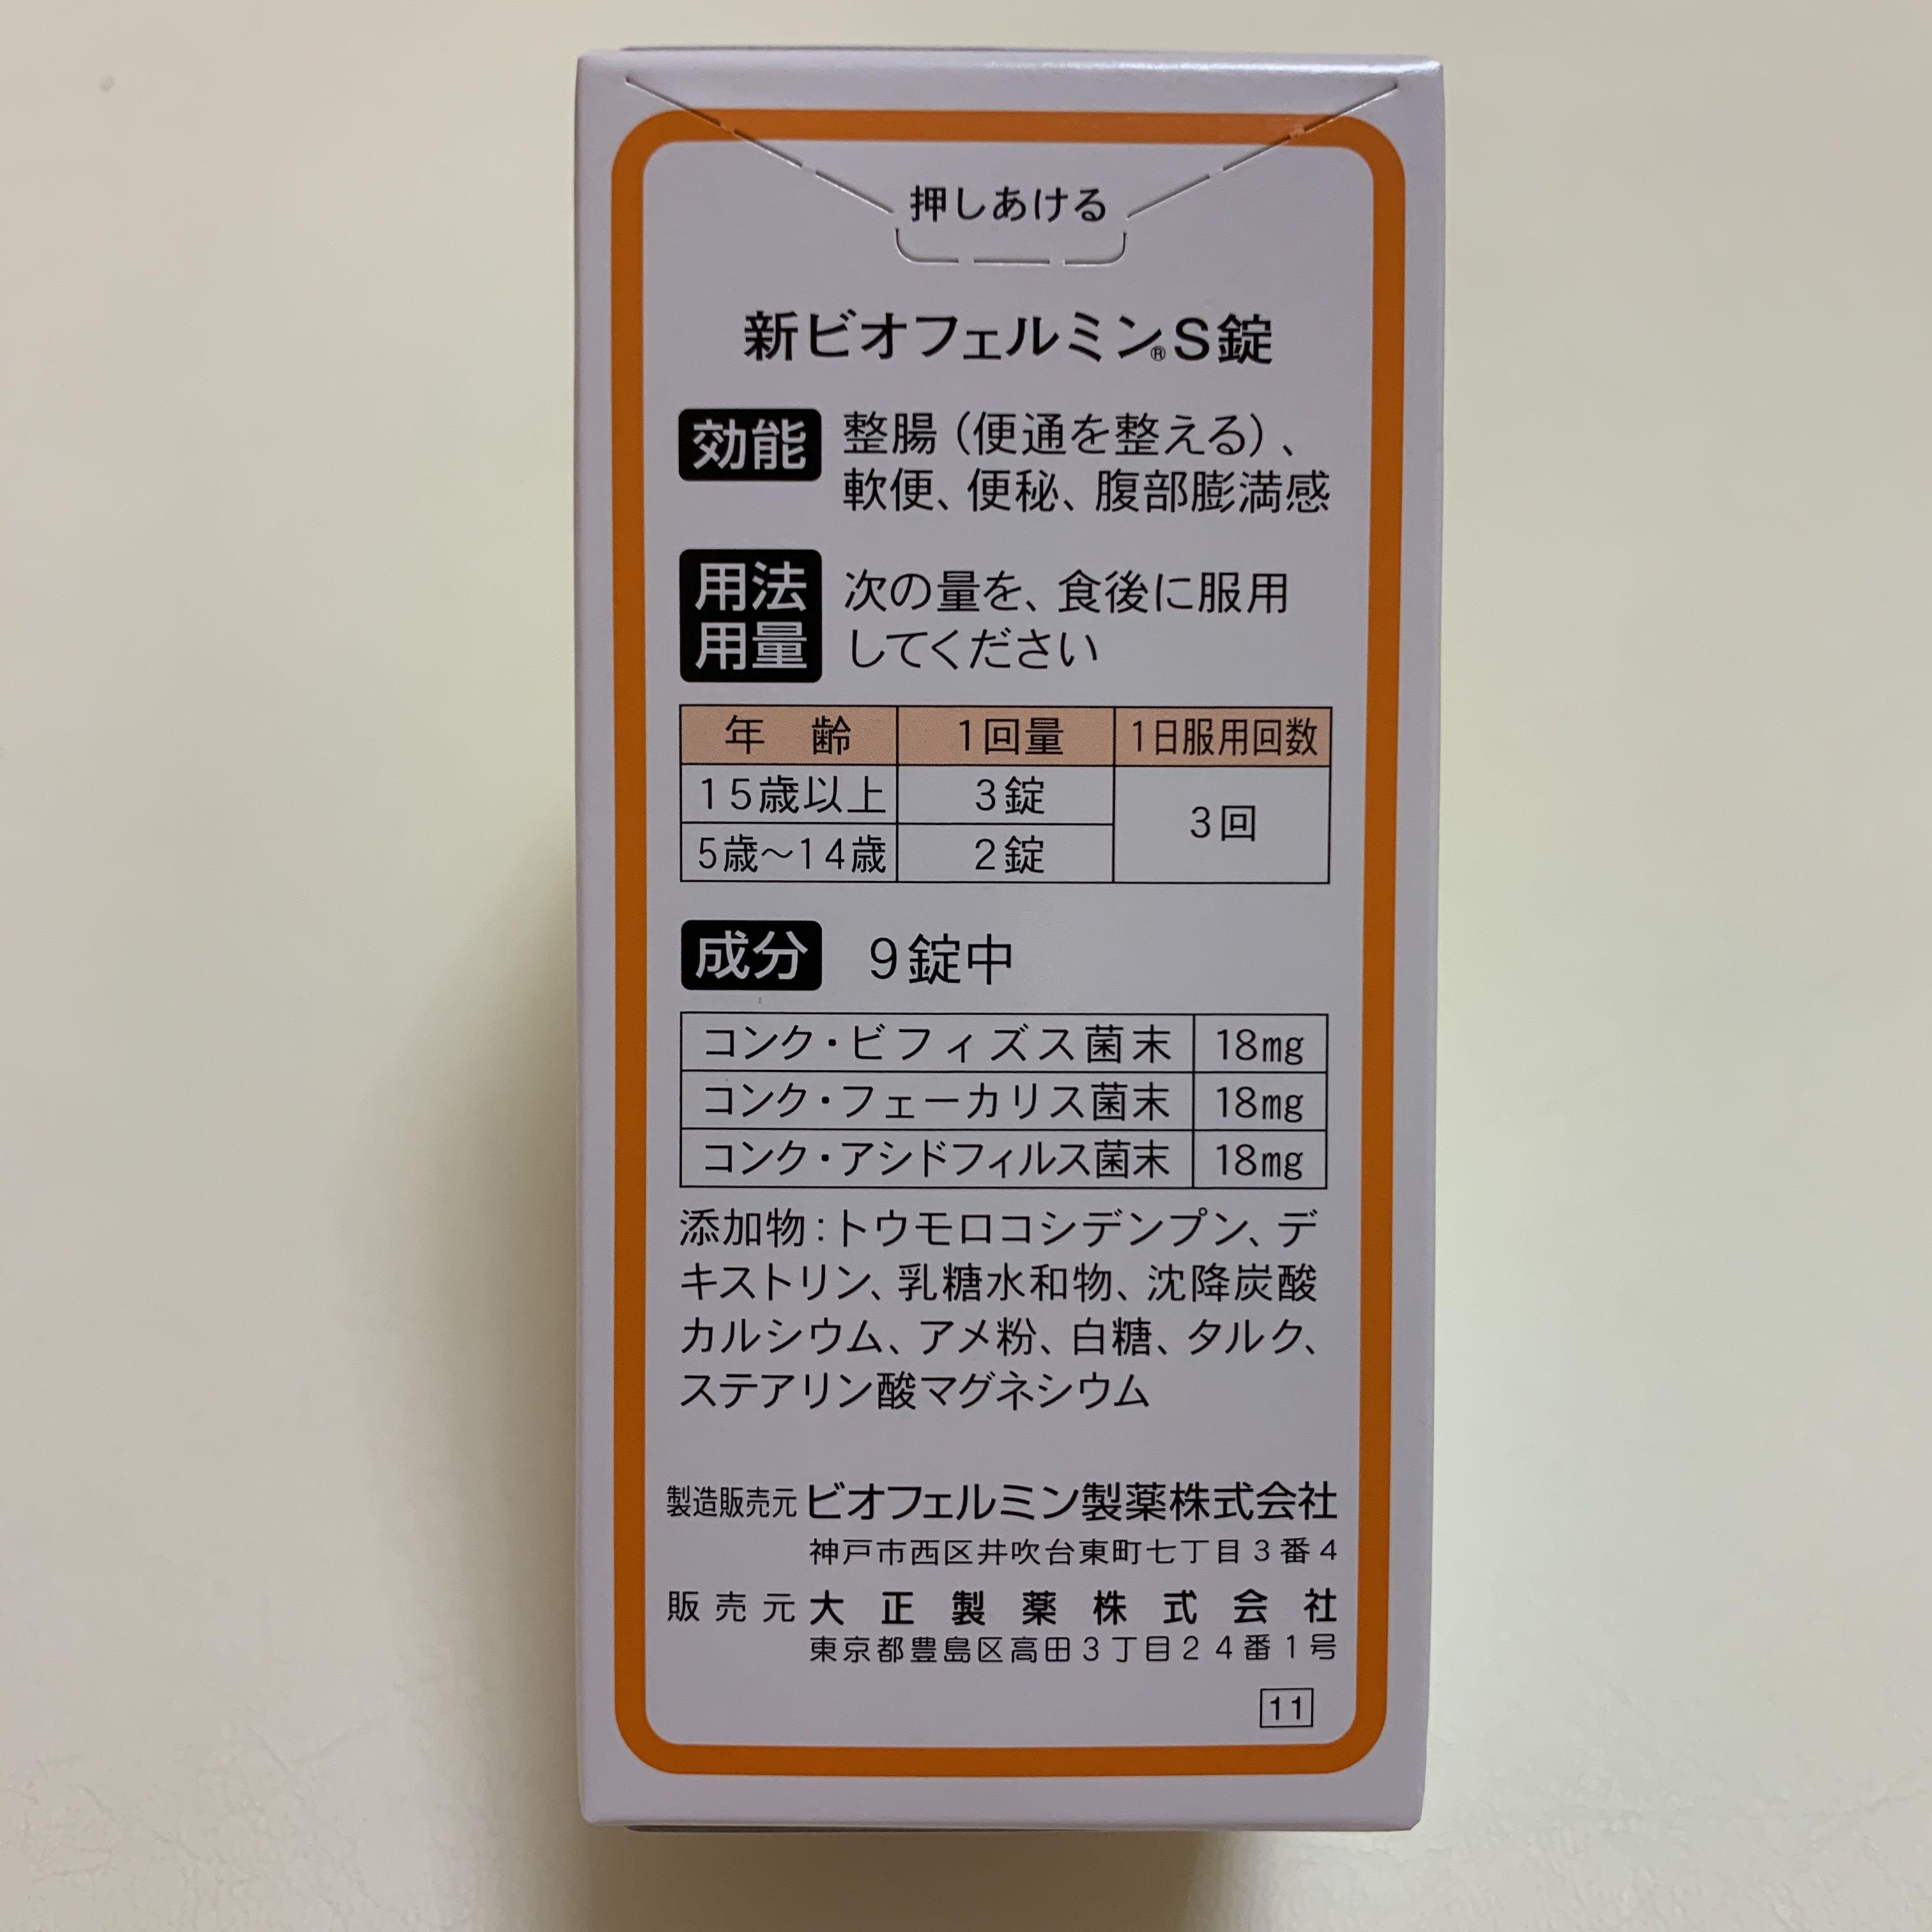 押しあける
新ビオフェルミン®S錠
効能 整腸（便通を整える）、
軟便、便秘、腹部膨満感
用法
用量
次の量を、食後に服用
してください
年 齢 1回量 1日服用回数
15歳以上 3錠
3回
5歳～14歳 2錠
成分 9錠中
コンク・ビフィズス菌末 18mg
コンク・フェーカリス菌末 18mg
コンク・アシドフィルス菌末 18mg
添加物：トウモロコシデンプン、デ
キストリン、乳糖水和物、沈降炭酸
カルシウム、アメ粉、白糖、タルク、
ステアリン酸マグネシウム
製造販売元 ビオフェルミン製薬株式会社
神戸市西区井吹台東町七丁目3番4
販売元 大正製薬株式会社
東京都豊島区高田3丁目24番1号
11